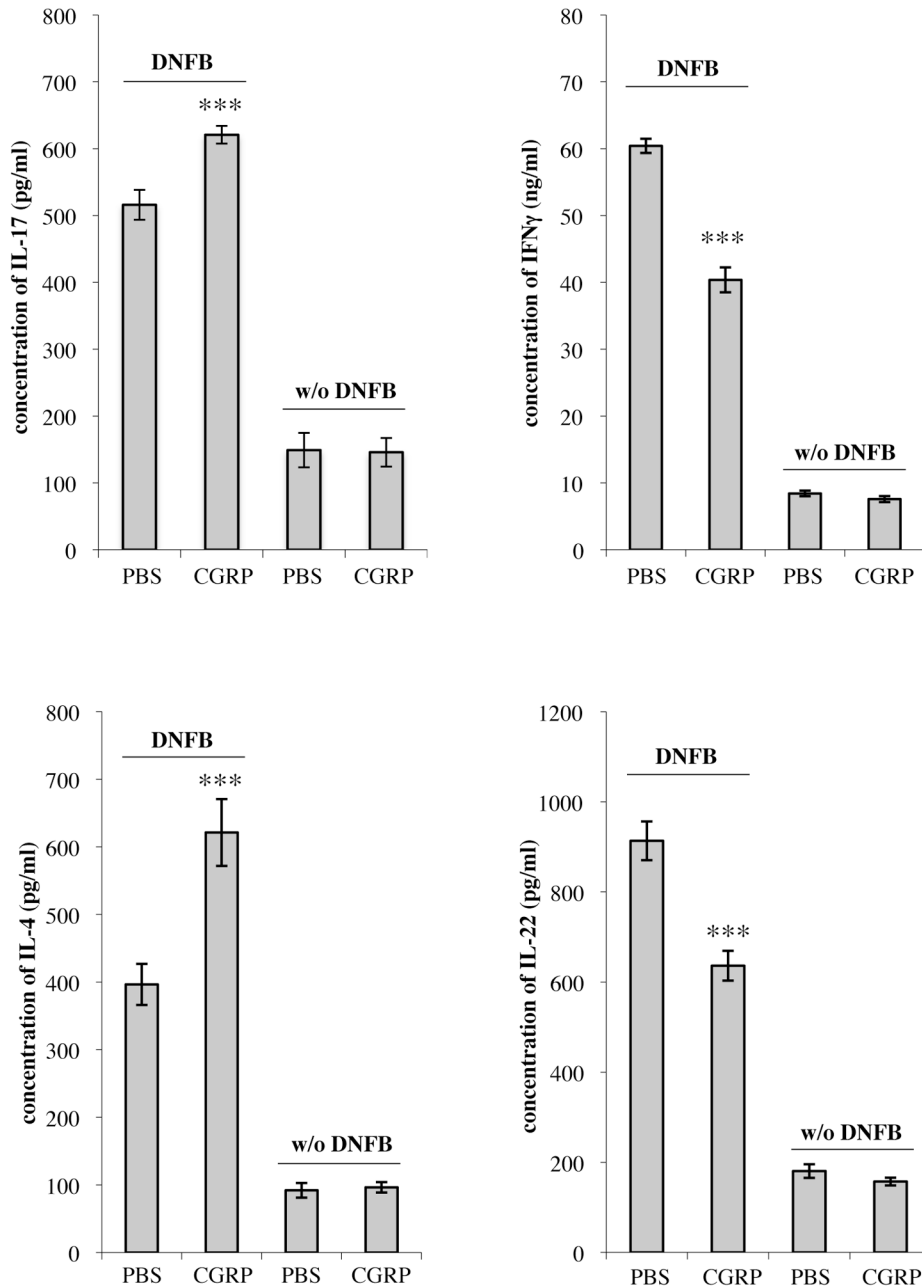 concentration of IL-17 (pg/ml)
800
700
600
500
400
300
200
100
0
DNFB
***
w/o DNFB
PBS CGRP PBS CGRP
concentration of IFNγ (ng/ml)
80
70
60
50
40
30
20
10
0
DNFB
***
w/o DNFB
PBS CGRP PBS CGRP
concentration of IL-4 (pg/ml)
800
700
600
500
400
300
200
100
0
DNFB
***
w/o DNFB
PBS CGRP PBS CGRP
concentration of IL-22 (pg/ml)
1200
1000
800
600
400
200
0
DNFB
***
w/o DNFB
PBS CGRP PBS CGRP